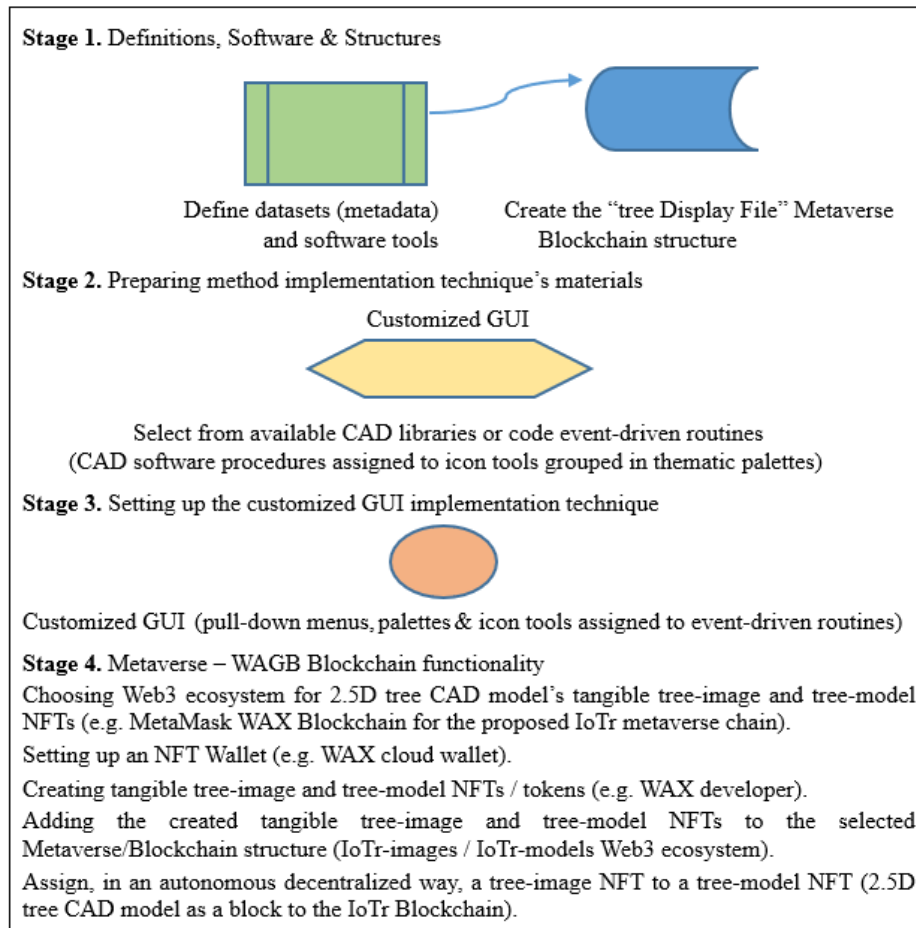 Stage 1. Definitions, Software & Structures
Define datasets (metadata)
and software tools
Create the “tree Display File” Metaverse
Blockchain structure
Stage 2. Preparing method implementation technique’s materials
Customized GUI
Select from available CAD libraries or code event-driven routines
(CAD software procedures assigned to icon tools grouped in thematic palettes)
Stage 3. Setting up the customized GUI implementation technique
Customized GUI (pull-down menus, palettes & icon tools assigned to event-driven routines)
Stage 4. Metaverse – WAGB Blockchain functionality
Choosing Web3 ecosystem for 2.5D tree CAD model’s tangible tree-image and tree-model
NFTs (e.g. MetaMask WAX Blockchain for the proposed IoTr metaverse chain).
Setting up an NFT Wallet (e.g. WAX cloud wallet).
Creating tangible tree-image and tree-model NFTs / tokens (e.g. WAX developer).
Adding the created tangible tree-image and tree-model NFTs to the selected
Metaverse/Blockchain structure (IoTr-images / IoTr-models Web3 ecosystem).
Assign, in an autonomous decentralized way, a tree-image NFT to a tree-model NFT (2.5D
tree CAD model as a block to the IoTr Blockchain).